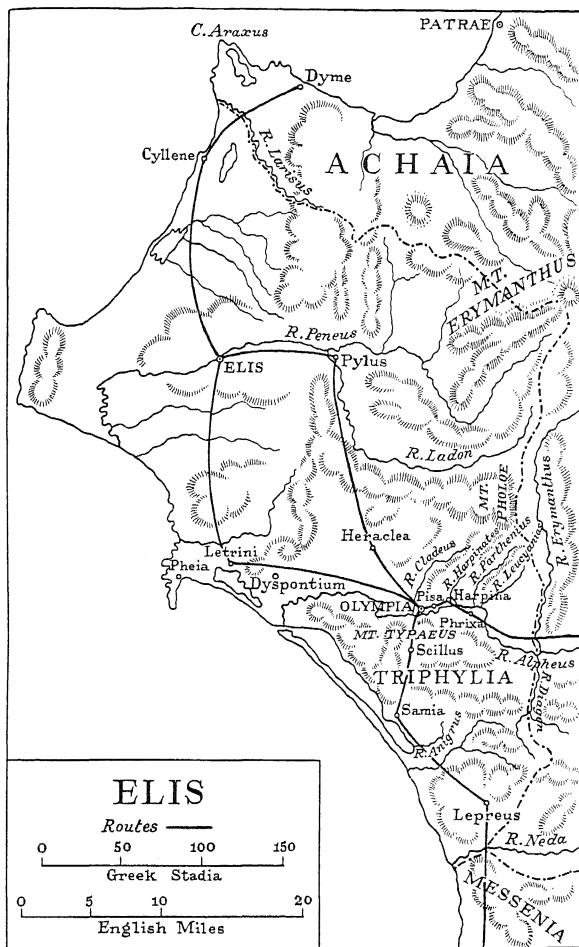 PATRAE
C. Araxus
Dyme
R. Larisus
Cyllene
ACHAIA
MT.
ERYMANTHUS
R. Peneus
ELIS
Pylus
R. Ladon
MT.
PHOLOE
R. Erymanthus
Heraclea
R. Cladeus
R. Harpinates
R. Parthenius
R. Leucyanias
Letrini
Pheia
Dyspontium
Pisa
Harpina
OLYMPIA
Phrixa
MT. TYPAEUS
Scillus
R. Alpheus
TRIPHYLIA
R. Diagon
Samia
R. Anigrus
Lepreus
R. Neda
MESSENIA
ELIS
Routes
0 50 100 150
Greek Stadia
0 5 10 20
English Miles